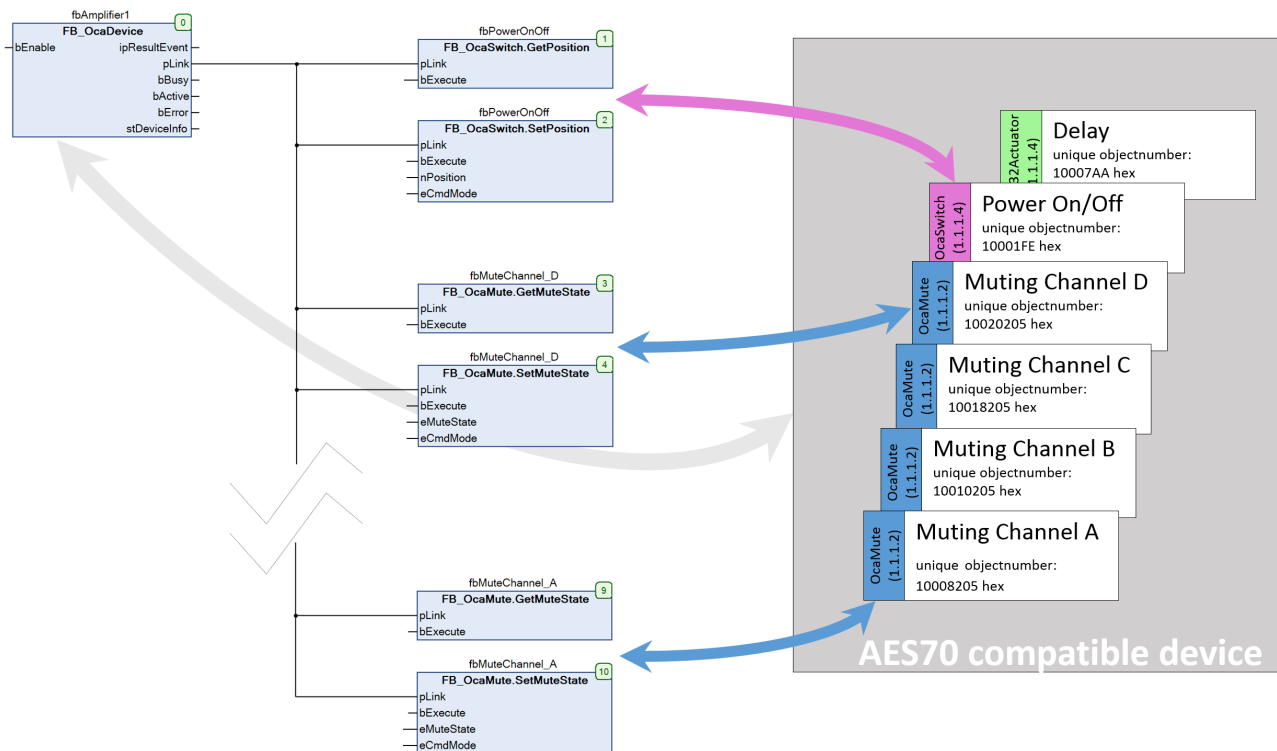 fbAmplifier1
0
FB_OcaDevice
bEnable
ipResultEvent
pLink
bBusy
bActive
bError
stDeviceInfo
fbPowerOnOff
1
FB_OcaSwitch.GetPosition
pLink
bExecute
fbPowerOnOff
2
FB_OcaSwitch.SetPosition
pLink
bExecute
nPosition
eCmdMode
fbMuteChannel_D
3
FB_OcaMute.GetMuteState
pLink
bExecute
fbMuteChannel_D
4
FB_OcaMute.SetMuteState
pLink
bExecute
eMuteState
eCmdMode
fbMuteChannel_A
9
FB_OcaMute.GetMuteState
pLink
bExecute
fbMuteChannel_A
10
FB_OcaMute.SetMuteState
pLink
bExecute
eMuteState
eCmdMode
32Actuator
1.1.1.4)
Delay
unique objectnumber:
10007AA hex
OcaSwitch
(1.1.1.4)
Power On/Off
unique objectnumber:
10001FE hex
OcaMute
(1.1.1.2)
Muting Channel D
unique objectnumber:
10020205 hex
OcaMute
(1.1.1.2)
Muting Channel C
unique objectnumber:
10018205 hex
OcaMute
(1.1.1.2)
Muting Channel B
unique objectnumber:
10010205 hex
OcaMute
(1.1.1.2)
Muting Channel A
unique objectnumber:
10008205 hex
AES70 compatible device